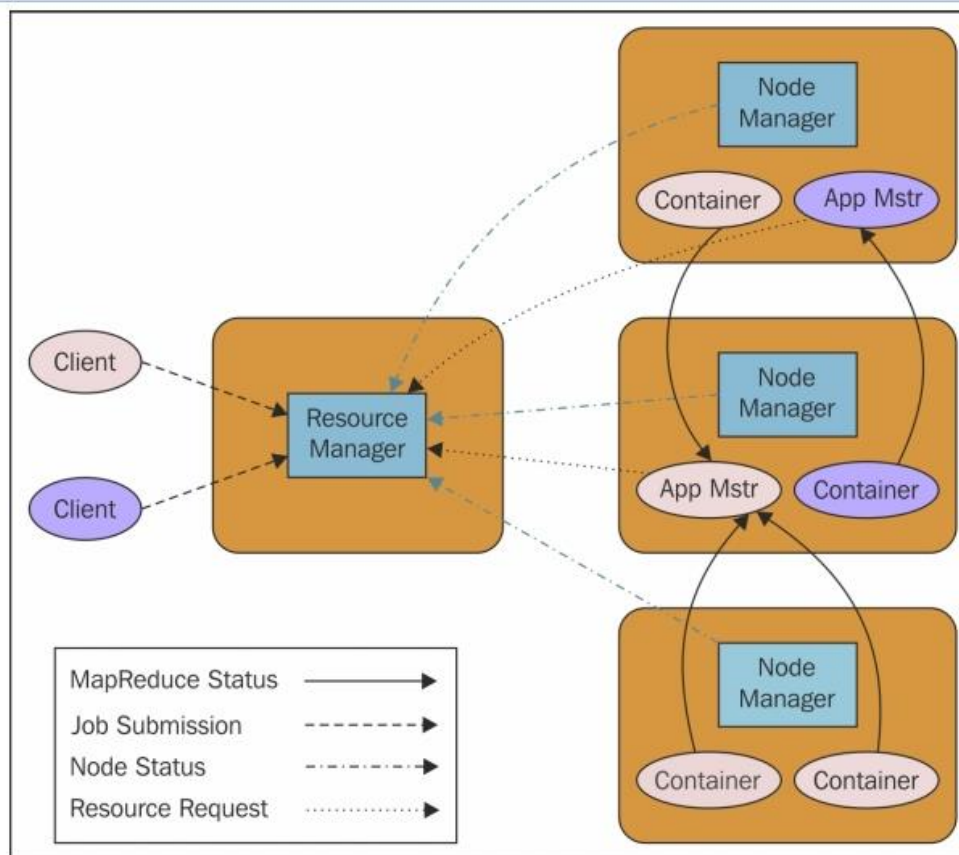 Node
Manager
Container
App Mstr
Client
Client
Resource
Manager
Node
Manager
App Mstr
Container
Node
Manager
Container
Container
MapReduce Status
Job Submission
Node Status
Resource Request